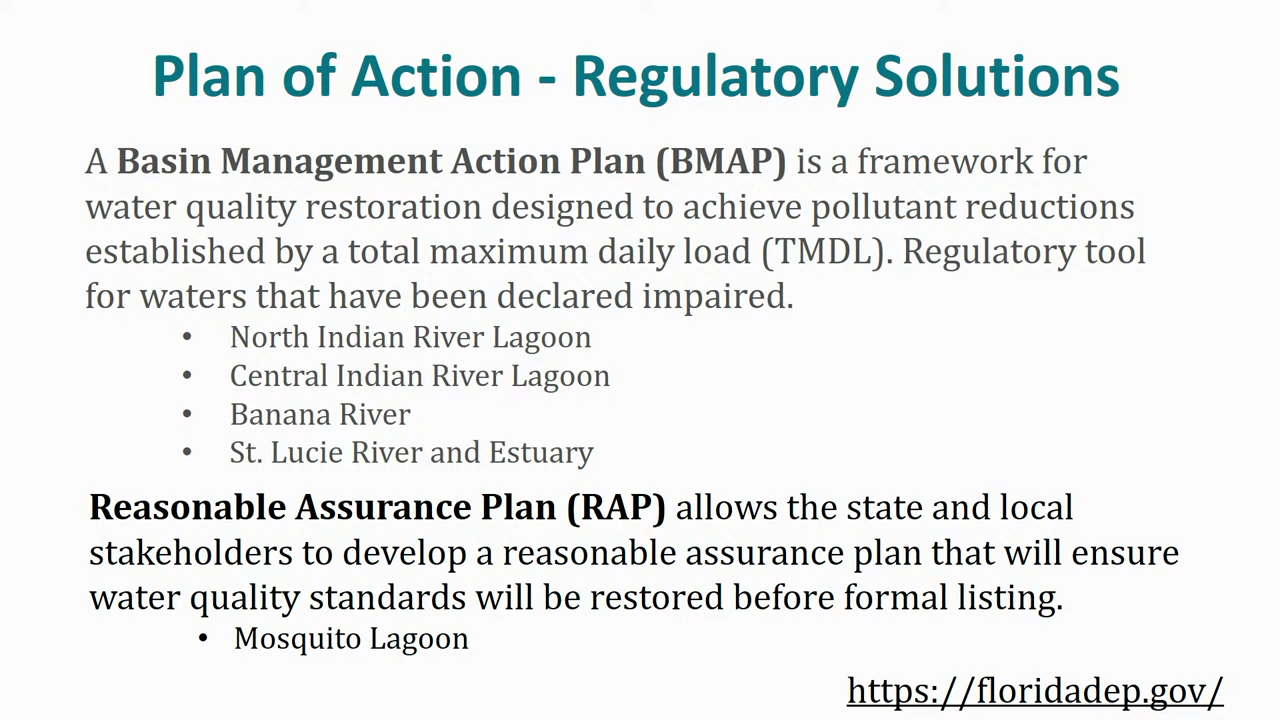 Plan of Action - Regulatory Solutions
A Basin Management Action Plan (BMAP) is a framework for
water quality restoration designed to achieve pollutant reductions
established by a total maximum daily load (TMDL). Regulatory tool
for waters that have been declared impaired.
• North Indian River Lagoon
• Central Indian River Lagoon
• Banana River
• St. Lucie River and Estuary
Reasonable Assurance Plan (RAP) allows the state and local
stakeholders to develop a reasonable assurance plan that will ensure
water quality standards will be restored before formal listing.
• Mosquito Lagoon
https://floridadep.gov/